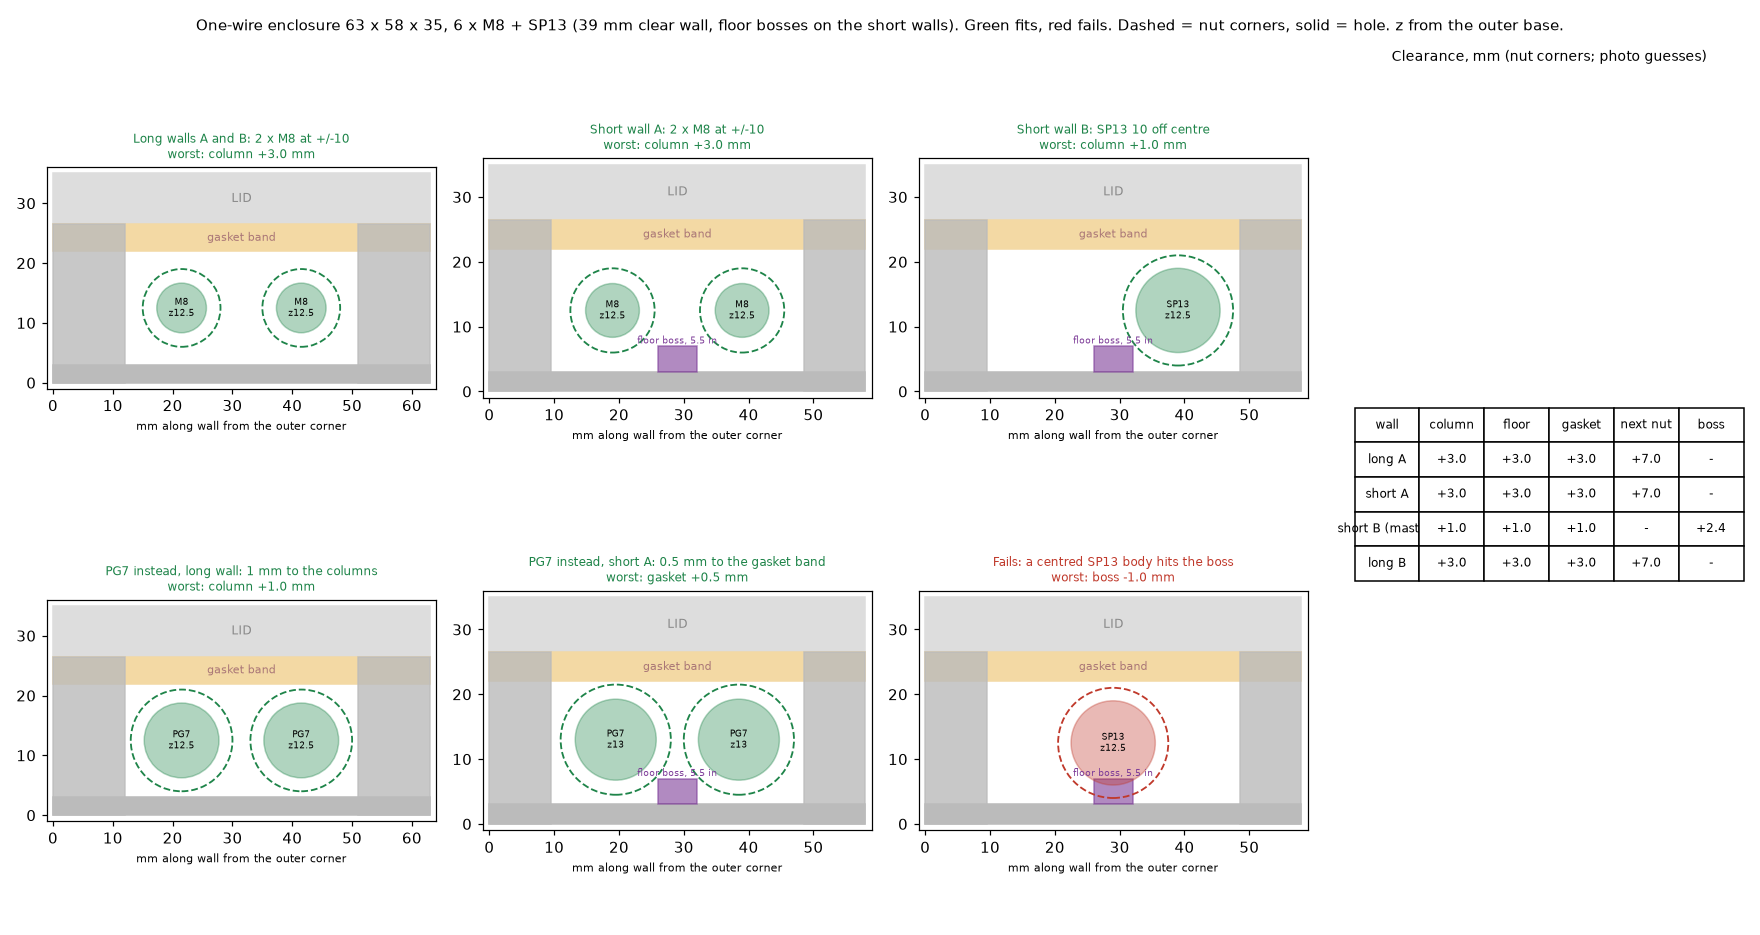 One-wire enclosure 63 x 58 x 35, 6 x M8 + SP13 (39 mm clear wall, floor bosses on the short walls). Green fits, red fails. Dashed = nut corners, solid = hole. z from the outer base.
Clearance, mm (nut corners; photo guesses)
Long walls A and B: 2 x M8 at +/-10
worst: column +3.0 mm
LID
gasket band
M8
z12.5
M8
z12.5
30
20
10
0
0 10 20 30 40 50 60
mm along wall from the outer corner
Short wall A: 2 x M8 at +/-10
worst: column +3.0 mm
LID
gasket band
M8
z12.5
M8
z12.5
floor boss, 5.5 in
30
20
10
0
0 10 20 30 40 50
mm along wall from the outer corner
Short wall B: SP13 10 off centre
worst: column +1.0 mm
LID
gasket band
SP13
z12.5
floor boss, 5.5 in
30
20
10
0
0 10 20 30 40 50
mm along wall from the outer corner
wall column floor gasket next nut boss
long A +3.0 +3.0 +3.0 +7.0 -
short A +3.0 +3.0 +3.0 +7.0 -
short B (mast +1.0 +1.0 +1.0 - +2.4
long B +3.0 +3.0 +3.0 +7.0 -
PG7 instead, long wall: 1 mm to the columns
worst: column +1.0 mm
LID
gasket band
PG7
z12.5
PG7
z12.5
30
20
10
0
0 10 20 30 40 50 60
mm along wall from the outer corner
PG7 instead, short A: 0.5 mm to the gasket band
worst: gasket +0.5 mm
LID
gasket band
PG7
z13
PG7
z13
floor boss, 5.5 in
30
20
10
0
0 10 20 30 40 50
mm along wall from the outer corner
Fails: a centred SP13 body hits the boss
worst: boss -1.0 mm
LID
gasket band
SP13
z12.5
floor boss, 5.5 in
30
20
10
0
0 10 20 30 40 50
mm along wall from the outer corner